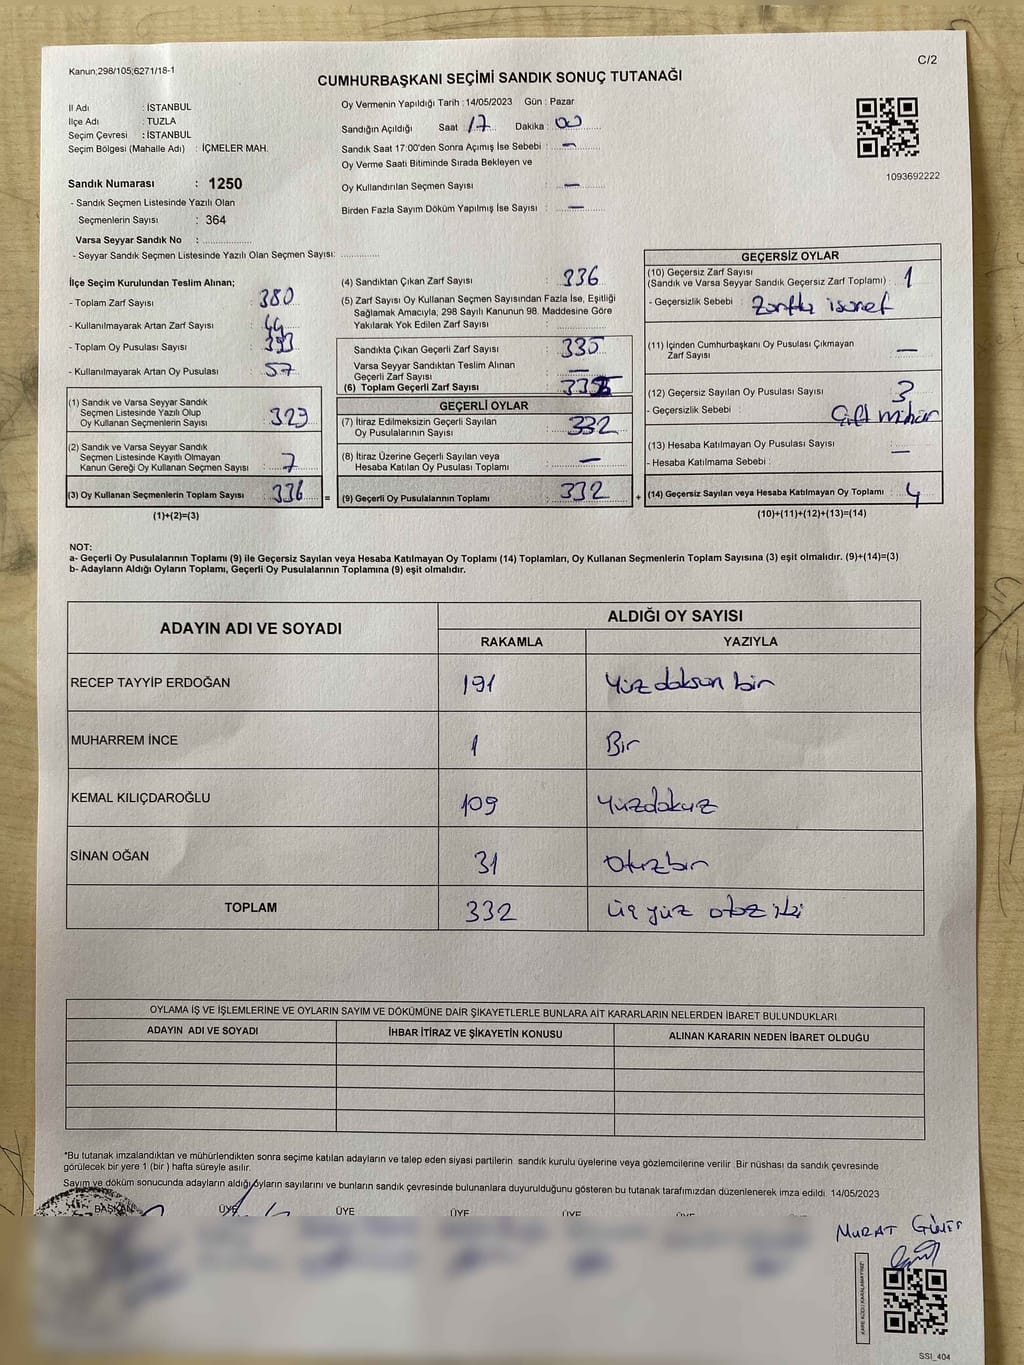 Kanun;298/105;6271/18-1
C/2
CUMHURBAŞKANI SEÇİMİ SANDIK SONUÇ TUTANAĞI
İl Adı : İSTANBUL
İlçe Adı : TUZLA
Seçim Çevresi : İSTANBUL
Seçim Bölgesi (Mahalle Adı) : İÇMELER MAH.
Oy Vermenin Yapıldığı Tarih : 14/05/2023 Gün : Pazar
Sandığın Açıldığı Saat : 17 Dakika : 00
Sandık Saat 17:00'den Sonra Açımış İse Sebebi : —
Oy Verme Saati Bitiminde Sırada Bekleyen ve
Oy Kullandırılan Seçmen Sayısı : —
Birden Fazla Sayım Döküm Yapılmış İse Sayısı : —
1093692222
Sandık Numarası : 1250
- Sandık Seçmen Listesinde Yazılı Olan
Seçmenlerin Sayısı : 364
Varsa Seyyar Sandık No : ................
- Seyyar Sandık Seçmen Listesinde Yazılı Olan Seçmen Sayısı: ............
İlçe Seçim Kurulundan Teslim Alınan;
- Toplam Zarf Sayısı : 380
- Kullanılmayarak Artan Zarf Sayısı : 44
- Toplam Oy Pusulası Sayısı : 393
- Kullanılmayarak Artan Oy Pusulası : 57
(1) Sandık ve Varsa Seyyar Sandık
Seçmen Listesinde Yazılı Olup
Oy Kullanan Seçmenlerin Sayısı : 329
(2) Sandık ve Varsa Seyyar Sandık
Seçmen Listesinde Kayıtlı Olmayan
Kanun Gereği Oy Kullanan Seçmen Sayısı : 7
(3) Oy Kullanan Seçmenlerin Toplam Sayısı : 336
(1)+(2)=(3)
(4) Sandıktan Çıkan Zarf Sayısı : 336
(5) Zarf Sayısı Oy Kullanan Seçmen Sayısından Fazla İse, Eşitliği
Sağlamak Amacıyla, 298 Sayılı Kanunun 98. Maddesine Göre
Yakılarak Yok Edilen Zarf Sayısı : ................
Sandıkta Çıkan Geçerli Zarf Sayısı : 335
Varsa Seyyar Sandıktan Teslim Alınan
Geçerli Zarf Sayısı : —
(6) Toplam Geçerli Zarf Sayısı : 335
=
GEÇERLİ OYLAR
(7) İtiraz Edilmeksizin Geçerli Sayılan
Oy Pusulalarının Sayısı : 332
(8) İtiraz Üzerine Geçerli Sayılan veya
Hesaba Katılan Oy Pusulası Toplamı : —
(9) Geçerli Oy Pusulalarının Toplamı : 332
+
GEÇERSİZ OYLAR
(10) Geçersiz Zarf Sayısı
(Sandık ve Varsa Seyyar Sandık Geçersiz Zarf Toplamı) : 1
- Geçersizlik Sebebi : Zarfta işaret
(11) İçinden Cumhurbaşkanı Oy Pusulası Çıkmayan
Zarf Sayısı : —
(12) Geçersiz Sayılan Oy Pusulası Sayısı : 3
- Geçersizlik Sebebi : Çift mühür
(13) Hesaba Katılmayan Oy Pusulası Sayısı : —
- Hesaba Katılmama Sebebi :
(14) Geçersiz Sayılan veya Hesaba Katılmayan Oy Toplamı : 4
(10)+(11)+(12)+(13)=(14)
NOT:
a- Geçerli Oy Pusulalarının Toplamı (9) ile Geçersiz Sayılan veya Hesaba Katılmayan Oy Toplamı (14) Toplamları, Oy Kullanan Seçmenlerin Toplam Sayısına (3) eşit olmalıdır. (9)+(14)=(3)
b- Adayların Aldığı Oyların Toplamı, Geçerli Oy Pusulalarının Toplamına (9) eşit olmalıdır.
ADAYIN ADI VE SOYADI ALDIĞI OY SAYISI
RAKAMLA YAZIYLA
RECEP TAYYİP ERDOĞAN 191 Yüz doksan bir
MUHARREM İNCE 1 Bir
KEMAL KILIÇDAROĞLU 109 Yüzdokuz
SİNAN OĞAN 31 Otuzbir
TOPLAM 332 Üç yüz otuz iki
OYLAMA İŞ VE İŞLEMLERİNE VE OYLARIN SAYIM VE DÖKÜMÜNE DAİR ŞİKAYETLERLE BUNLARA AİT KARARLARIN NELERDEN İBARET BULUNDUKLARI
ADAYIN ADI VE SOYADI İHBAR İTİRAZ VE ŞİKAYETİN KONUSU ALINAN KARARIN NEDEN İBARET OLDUĞU
*Bu tutanak imzalandıktan ve mühürlendikten sonra seçime katılan adayların ve talep eden siyasi partilerin sandık kurulu üyelerine veya gözlemcilerine verilir .Bir nüshası da sandık çevresinde
görülecek bir yere 1 (bir ) hafta süreyle asılır.
Sayım ve döküm sonucunda adayların aldığı oyların sayılarını ve bunların sandık çevresinde bulunanlara duyurulduğunu gösteren bu tutanak tarafımızdan düzenlenerek imza edildi. 14/05/2023
BAŞKAN ÜYE ÜYE ÜYE ÜYE ÜYE
MURAT
KARE KODU KARALAMAYINIZ!
SSI_404